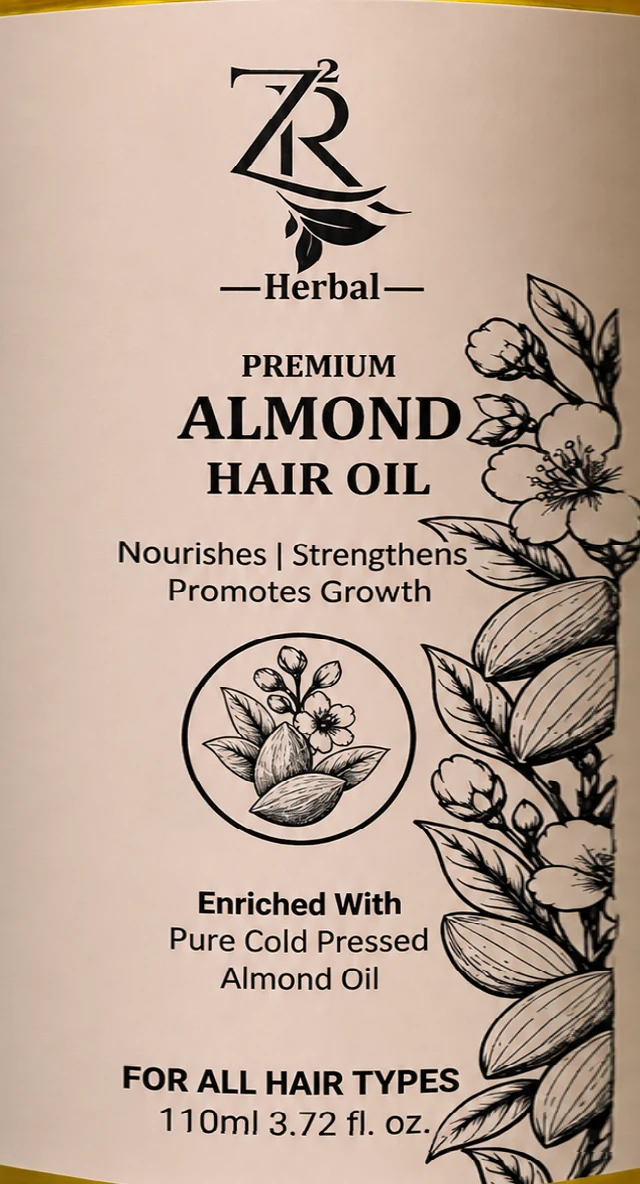 Z²R
Herbal
PREMIUM
ALMOND
HAIR OIL
Nourishes | Strengthens
Promotes Growth
Enriched With
Pure Cold Pressed
Almond Oil
FOR ALL HAIR TYPES
110ml 3.72 fl. oz.